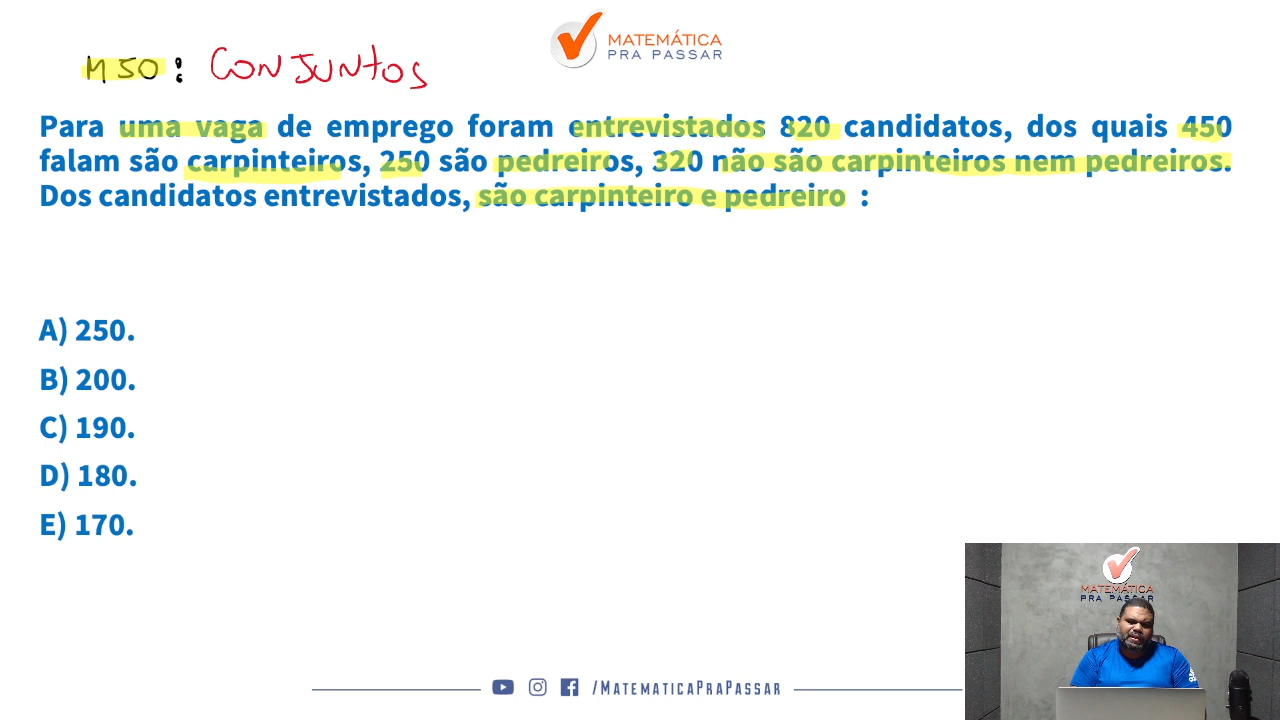 MATEMÁTICA
PRA PASSAR
M50: CONJUNTOS
Para uma vaga de emprego foram entrevistados 820 candidatos, dos quais 450
falam são carpinteiros, 250 são pedreiros, 320 não são carpinteiros nem pedreiros.
Dos candidatos entrevistados, são carpinteiro e pedreiro :
A) 250.
B) 200.
C) 190.
D) 180.
E) 170.
MATEMÁTICA
PRA PASSAR
/MATEMATICAPRAPASSAR